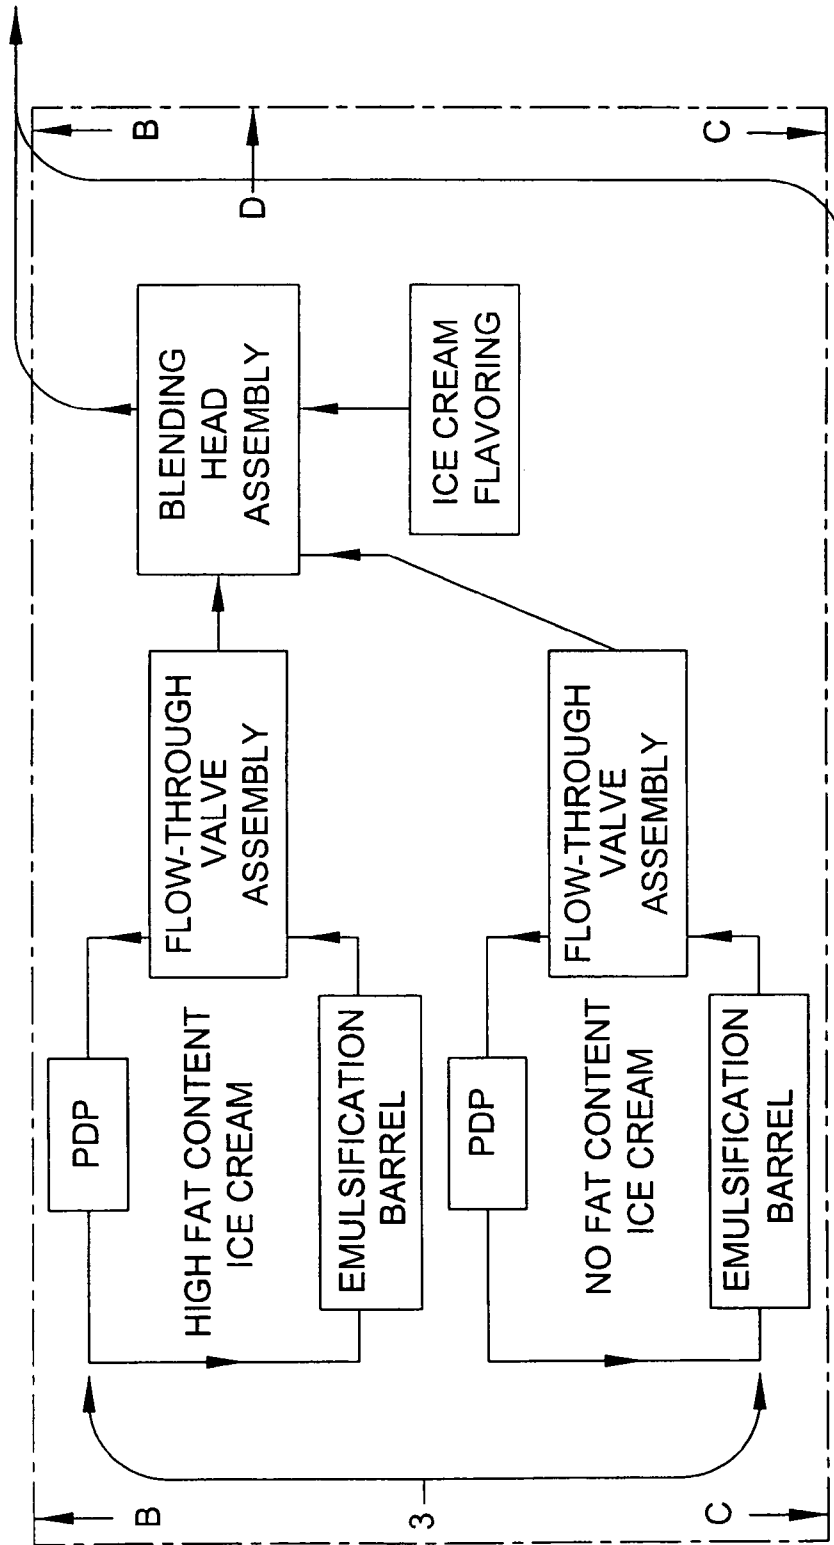 B
B
PDP
HIGH FAT CONTENT
ICE CREAM
EMULSIFICATION
BARREL
FLOW-THROUGH
VALVE
ASSEMBLY
BLENDING
HEAD
ASSEMBLY
D
ICE CREAM
FLAVORING
3
PDP
NO FAT CONTENT
ICE CREAM
EMULSIFICATION
BARREL
FLOW-THROUGH
VALVE
ASSEMBLY
C
C